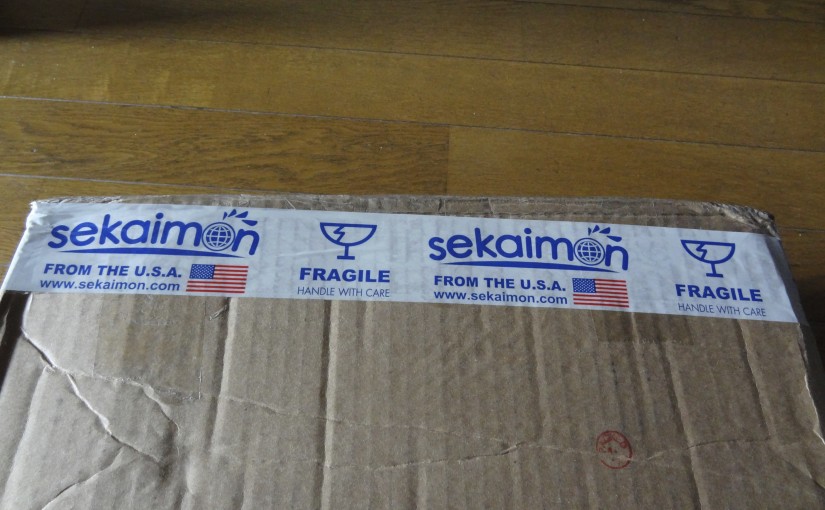 sekaimon
FROM THE U.S.A.
www.sekaimon.com
FRAGILE
HANDLE WITH CARE
sekaimon
FROM THE U.S.A.
www.sekaimon.com
FRAGILE
HANDLE WITH CARE